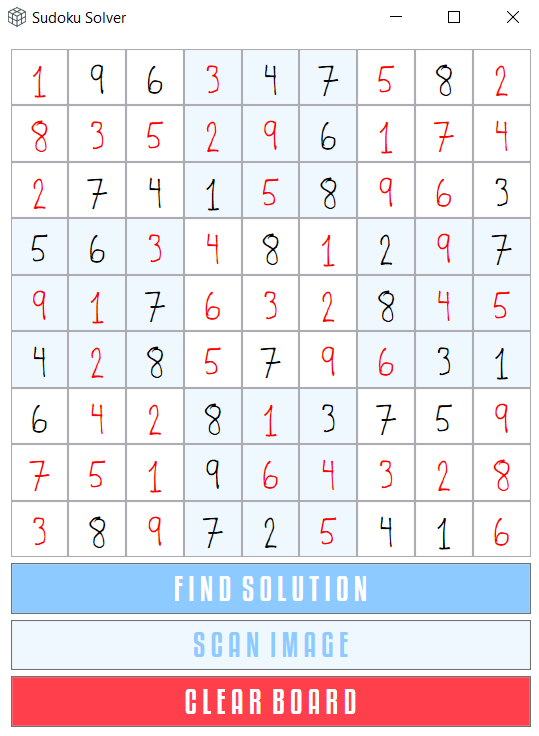 Sudoku Solver
1 9 6 3 4 7 5 8 2
8 3 5 2 9 6 1 7 4
2 7 4 1 5 8 9 6 3
5 6 3 4 8 1 2 9 7
9 1 7 6 3 2 8 4 5
4 2 8 5 7 9 6 3 1
6 4 2 8 1 3 7 5 9
7 5 1 9 6 4 3 2 8
3 8 9 7 2 5 4 1 6
FIND SOLUTION
SCAN IMAGE
CLEAR BOARD